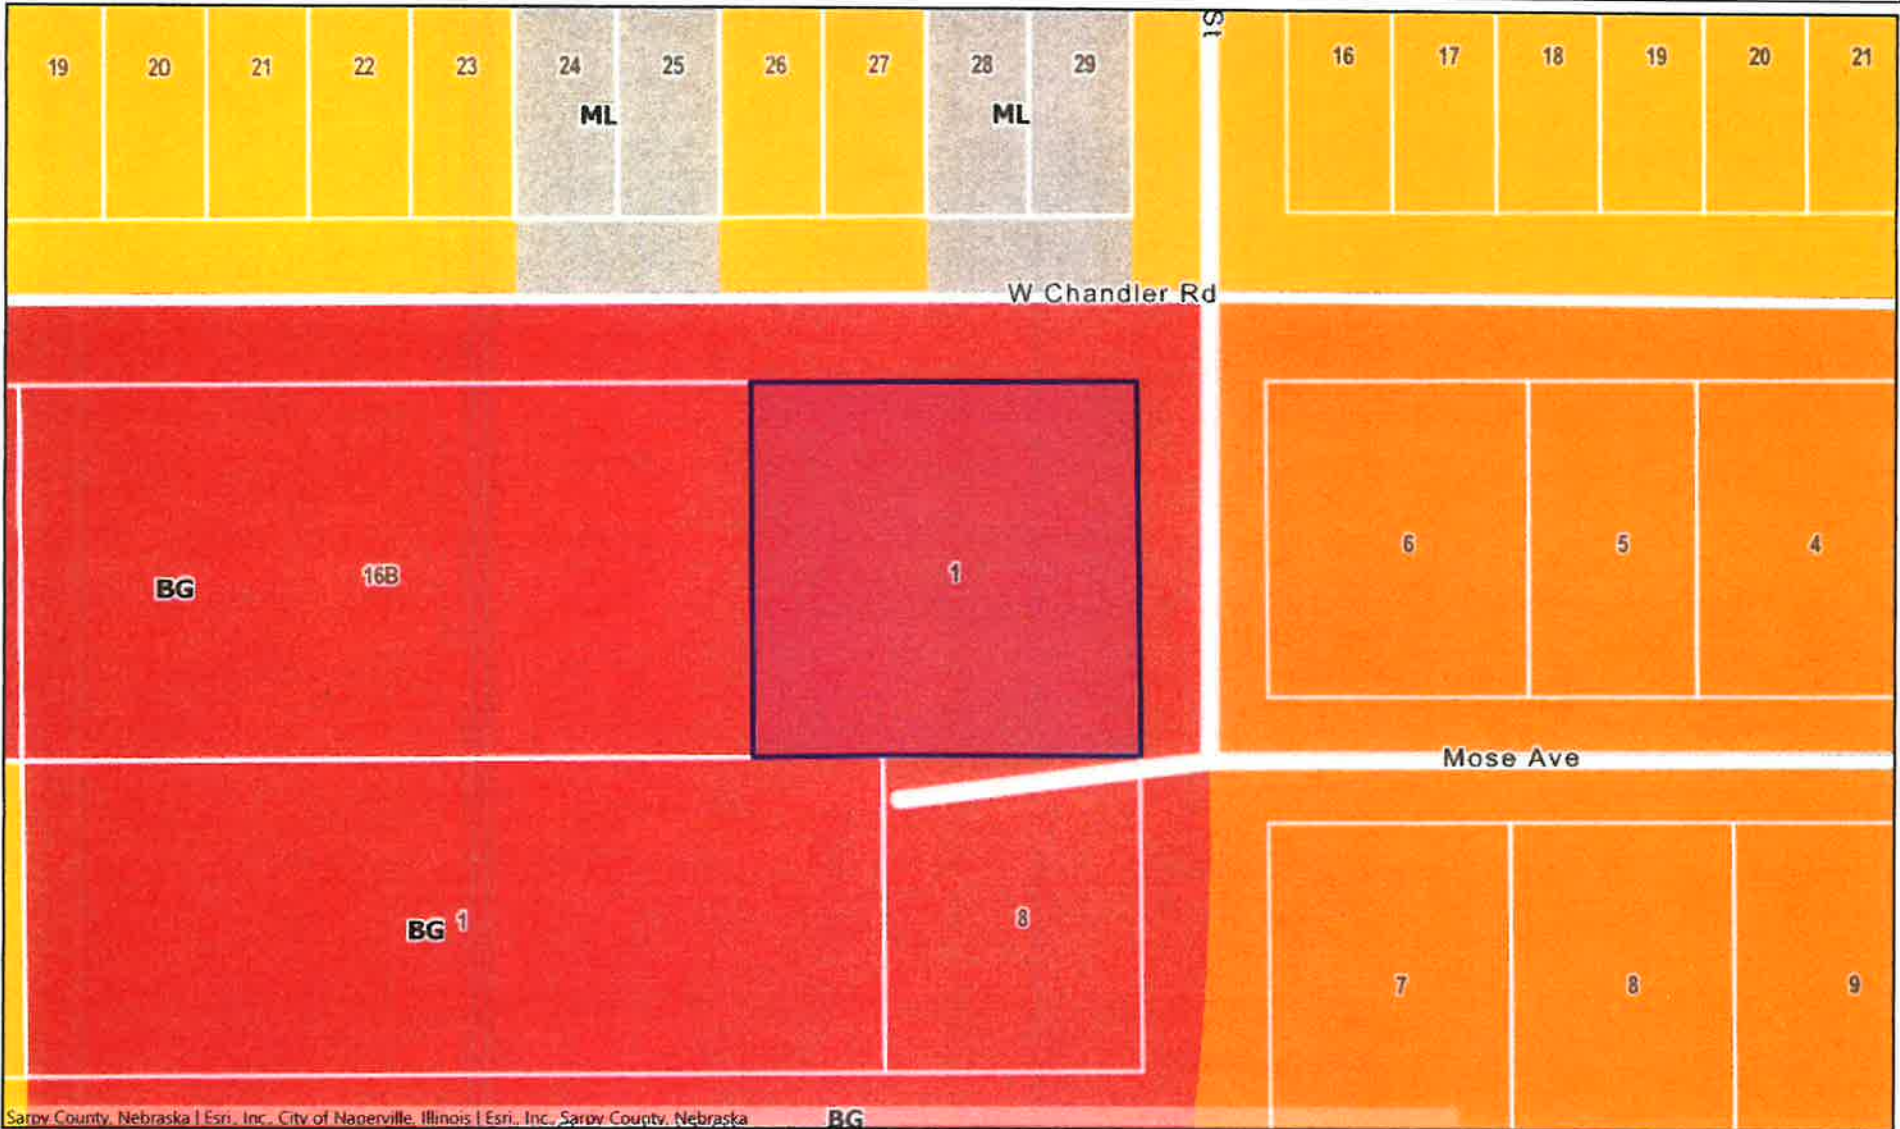 St
19 20 21 22 23 24 25 26 27 28 29 16 17 18 19 20 21
ML ML
W Chandler Rd
6 5 4
BG 16B 1
Mose Ave
BG 1 8
7 8 9
Sarpy County, Nebraska | Esri., Inc., City of Naperville, Illinois | Esri., Inc., Sarpy County, Nebraska BG